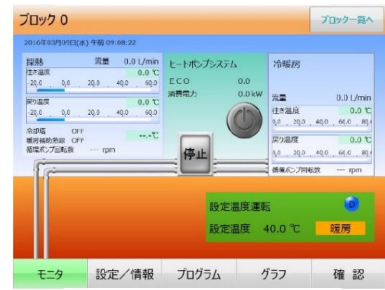 ブロック 0
ブロック一覧へ
2016年03月09日(水) 午前 09:08:22
採熱 流量 0.0 L/min
往き温度 0.0 ℃
-20.0 0.0 20.0 40.0 60.0
戻り温度 0.0 ℃
-20.0 0.0 20.0 40.0 60.0
冷却塔 OFF
暖房補助熱源 OFF --.-℃
循環ポンプ回転数 --- rpm
ヒートポンプシステム
ECO 0.0
消費電力 0.0 kW
停止
冷暖房
流量 0.0 L/min
往き温度 0.0 ℃
0.0 20.0 40.0 60.0 80.0
戻り温度 0.0 ℃
0.0 20.0 40.0 60.0 80.0
循環ポンプ回転数 --- rpm
設定温度運転
設定温度 40.0 ℃ 暖房
モニタ 設定／情報 プログラム グラフ 確 認